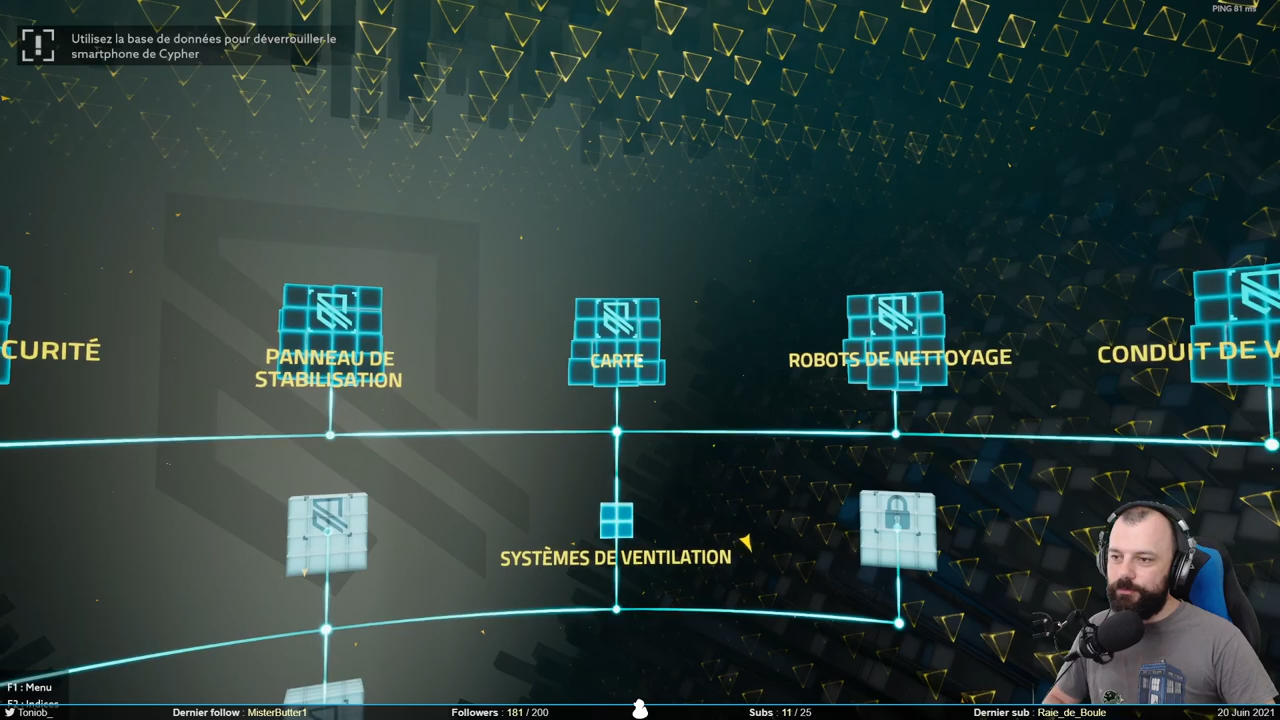 PING 81 ms
Utilisez la base de données pour déverrouiller le
smartphone de Cypher
CURITÉ
PANNEAU DE
STABILISATION
CARTE
ROBOTS DE NETTOYAGE
CONDUIT DE V
SYSTÈMES DE VENTILATION
F1 : Menu
F2 : Indices
Toniob_
Dernier follow : MisterButter1
Followers : 181 / 200
Subs : 11 / 25
Dernier sub : Raie_de_Boule
20 Juin 2021